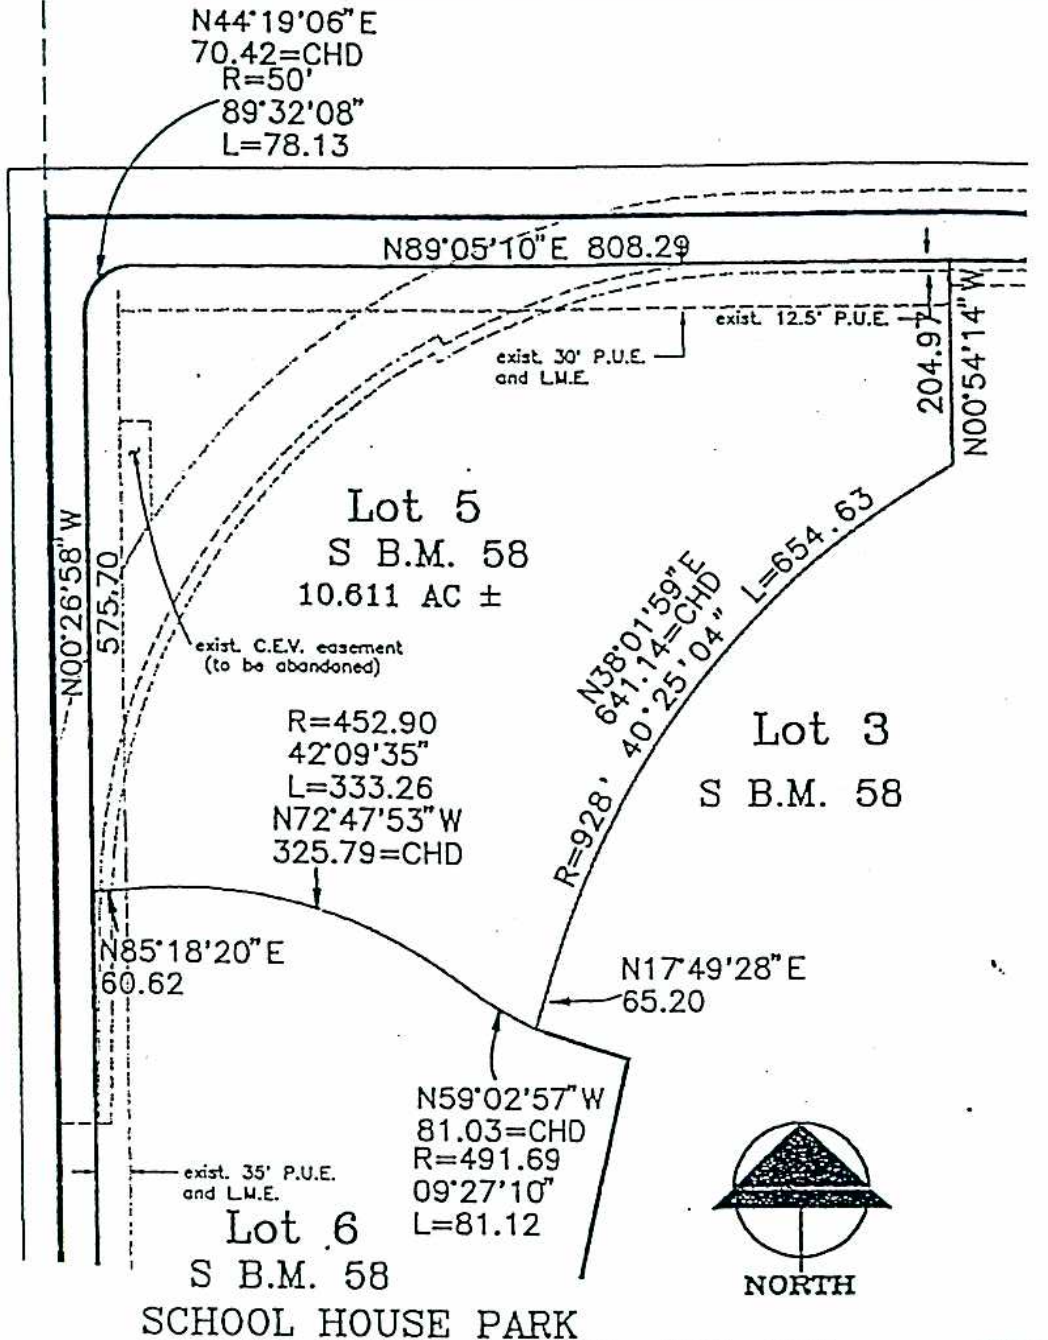 N44°19'06"E
70.42=CHD
R=50'
89°32'08"
L=78.13
N89°05'10"E 808.29
exist. 12.5' P.U.E.
exist. 30' P.U.E.
and L.M.E.
204.97
N00°54'14"W
Lot 5
S B.M. 58
10.611 AC ±
N00°26'58"W
575.70
exist. C.E.V. easement
(to be abandoned)
L=654.63
N38°01'59"E
641.14=CHD
40°25'04"
R=928'
Lot 3
S B.M. 58
R=452.90
42°09'35"
L=333.26
N72°47'53"W
325.79=CHD
N85°18'20"E
60.62
N17°49'28"E
65.20
N59°02'57"W
81.03=CHD
R=491.69
09°27'10"
L=81.12
exist. 35' P.U.E.
and L.M.E.
Lot 6
S B.M. 58
SCHOOL HOUSE PARK
NORTH